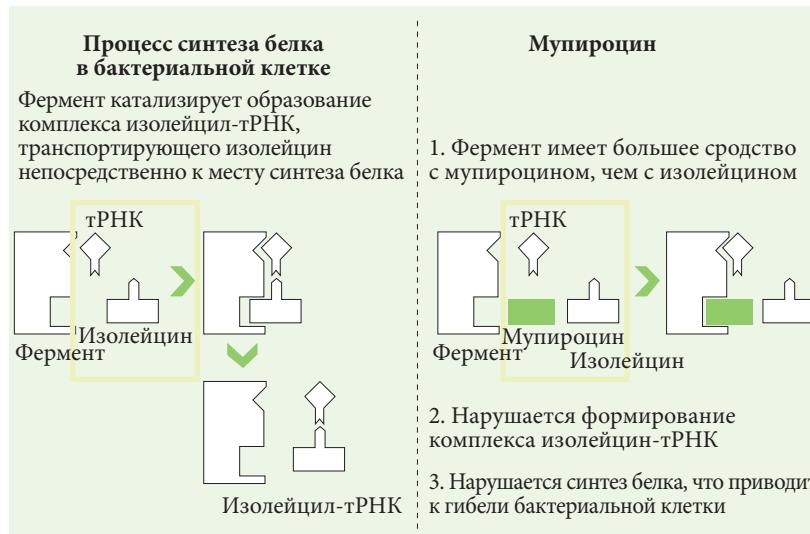 Процесс синтеза белка
в бактериальной клетке
Фермент катализирует образование
комплекса изолейцил-тРНК,
транспортирующего изолейцин
непосредственно к месту синтеза белка
тРНК
Изолейцин
Фермент
Изолейцил-тРНК
Мупироцин
1. Фермент имеет большее сродство
с мупироцином, чем с изолейцином
тРНК
Мупироцин
Фермент
Изолейцин
2. Нарушается формирование
комплекса изолейцин-тРНК
3. Нарушается синтез белка, что приводит
к гибели бактериальной клетки